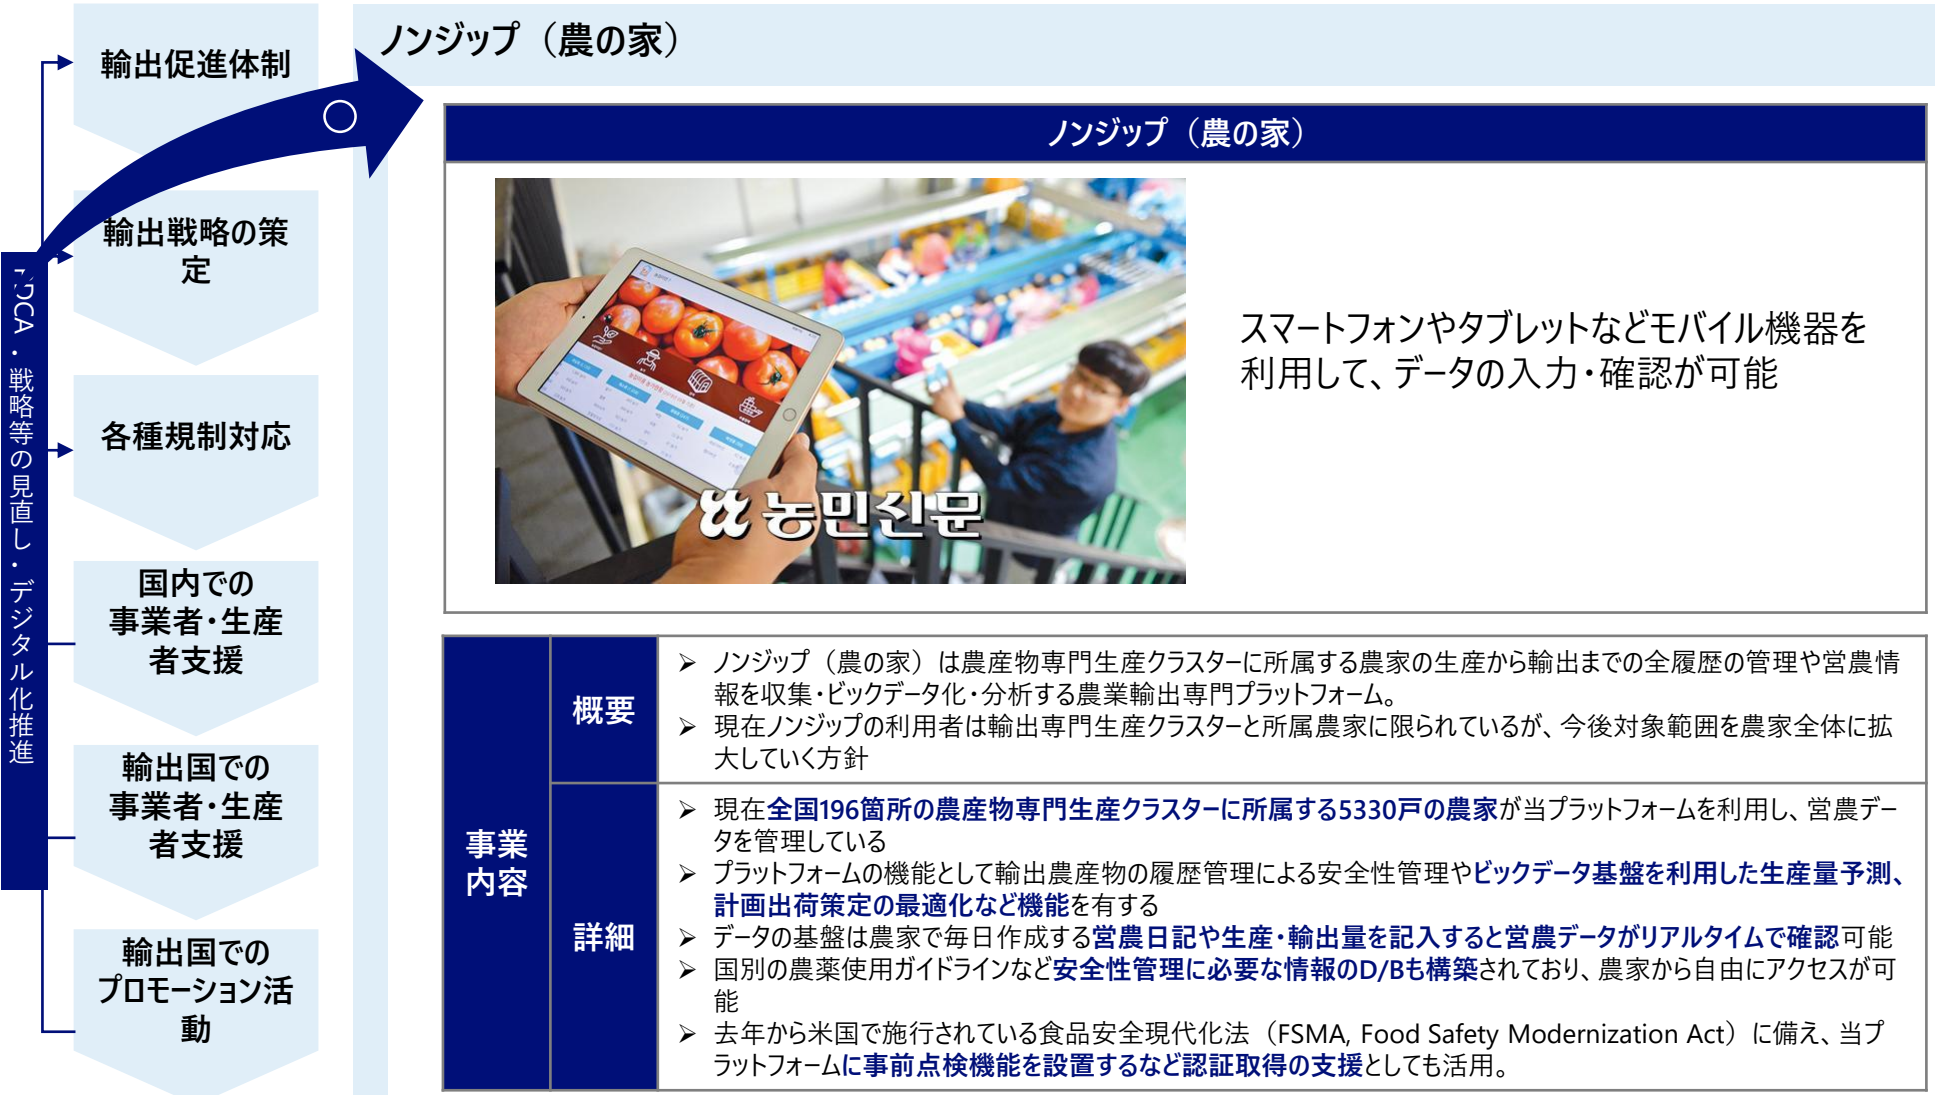 ノンジップ（農の家）
輸出促進体制
輸出戦略の策
定
各種規制対応
国内での
事業者・生産
者支援
輸出国での
事業者・生産
者支援
輸出国での
プロモーション活
動
PDCA・戦略等の見直し・デジタル化推進
ノンジップ（農の家）
농민신문
スマートフォンやタブレットなどモバイル機器を
利用して、データの入力・確認が可能
事業
内容
概要
➢ ノンジップ（農の家）は農産物専門生産クラスターに所属する農家の生産から輸出までの全履歴の管理や営農情
報を収集・ビックデータ化・分析する農業輸出専門プラットフォーム。
➢ 現在ノンジップの利用者は輸出専門生産クラスターと所属農家に限られているが、今後対象範囲を農家全体に拡
大していく方針
詳細
➢ 現在全国196箇所の農産物専門生産クラスターに所属する5330戸の農家が当プラットフォームを利用し、営農デー
タを管理している
➢ プラットフォームの機能として輸出農産物の履歴管理による安全性管理やビックデータ基盤を利用した生産量予測、
計画出荷策定の最適化など機能を有する
➢ データの基盤は農家で毎日作成する営農日記や生産・輸出量を記入すると営農データがリアルタイムで確認可能
➢ 国別の農薬使用ガイドラインなど安全性管理に必要な情報のD/Bも構築されており、農家から自由にアクセスが可
能
➢ 去年から米国で施行されている食品安全現代化法（FSMA, Food Safety Modernization Act）に備え、当プ
ラットフォームに事前点検機能を設置するなど認証取得の支援としても活用。